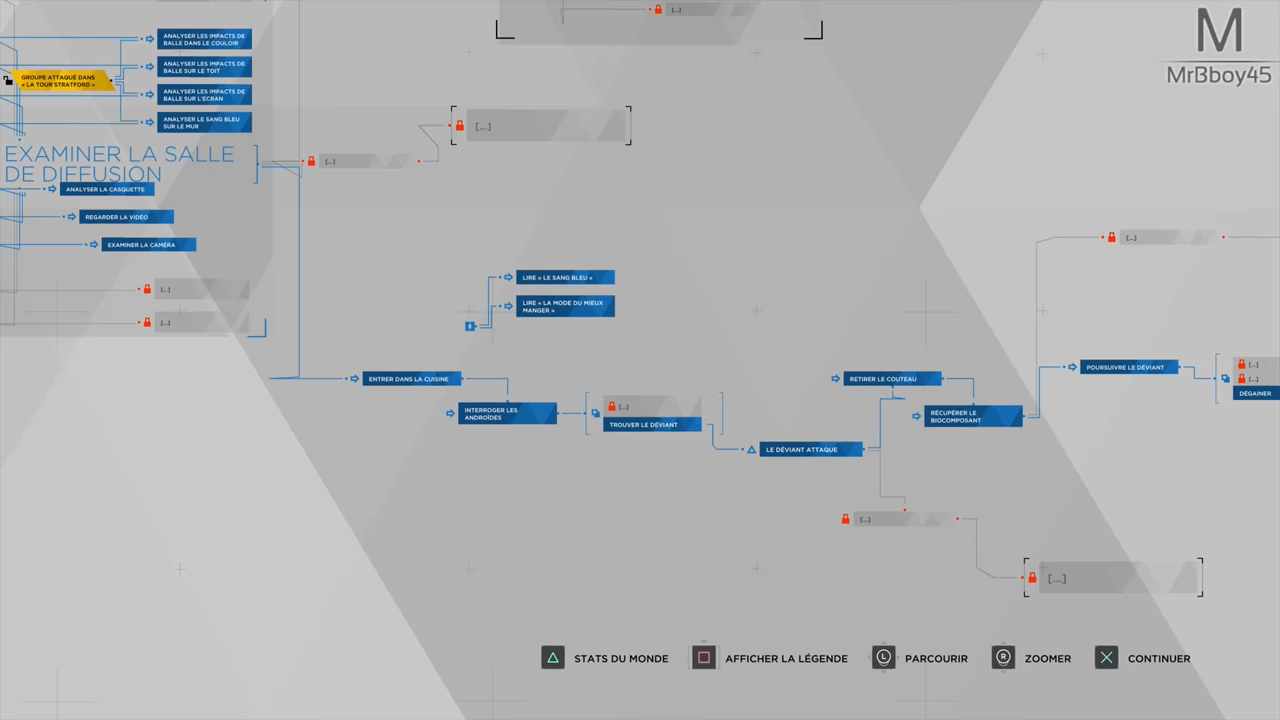 [...]
M
MrBboy45
ANALYSER LES IMPACTS DE
BALLE DANS LE COULOIR
ANALYSER LES IMPACTS DE
BALLE SUR LE TOIT
GROUPE ATTAQUÉ DANS
« LA TOUR STRATFORD »
ANALYSER LES IMPACTS DE
BALLE SUR L'ÉCRAN
ANALYSER LE SANG BLEU
SUR LE MUR
[...]
EXAMINER LA SALLE
DE DIFFUSION
[...]
ANALYSER LA CASQUETTE
REGARDER LA VIDÉO
EXAMINER LA CAMÉRA
[...]
[...]
[...]
LIRE « LE SANG BLEU »
LIRE « LA MODE DU MIEUX
MANGER »
ENTRER DANS LA CUISINE
RETIRER LE COUTEAU
POURSUIVRE LE DÉVIANT
[...]
[...]
DÉGAINER
INTERROGER LES
ANDROÏDES
[...]
TROUVER LE DÉVIANT
RÉCUPÉRER LE
BIOCOMPOSANT
LE DÉVIANT ATTAQUE
[...]
[...]
STATS DU MONDE
AFFICHER LA LÉGENDE
L
PARCOURIR
R
ZOOMER
CONTINUER